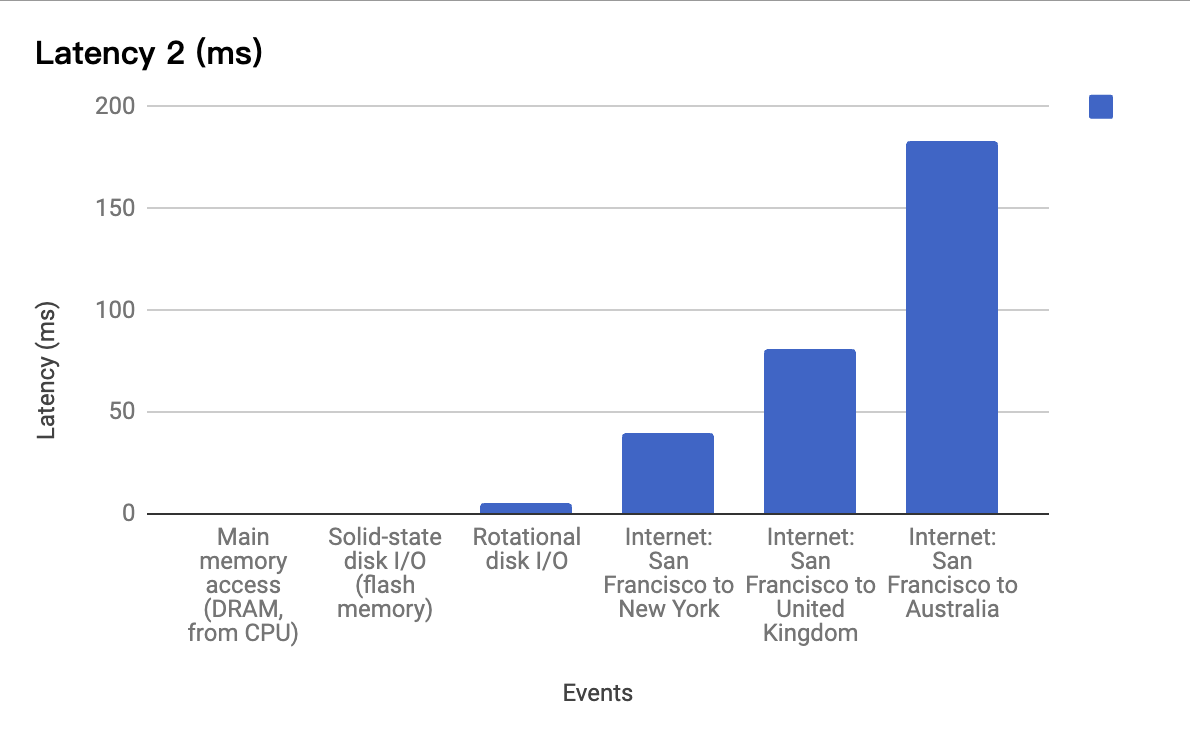 Latency 2 (ms)
200
150
100
50
0
Latency (ms)
Main
memory
access
(DRAM,
from CPU)
Solid-state
disk I/O
(flash
memory)
Rotational
disk I/O
Internet:
San
Francisco to
New York
Internet:
San
Francisco to
United
Kingdom
Internet:
San
Francisco to
Australia
Events